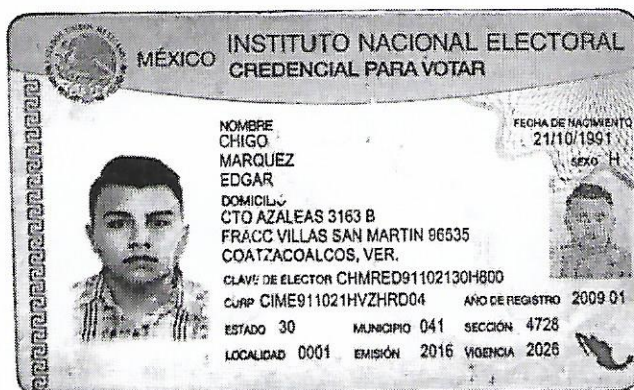 MÉXICO INSTITUTO NACIONAL ELECTORAL
CREDENCIAL PARA VOTAR
NOMBRE
CHIGO
MARQUEZ
EDGAR
FECHA DE NACIMIENTO
21/10/1991
SEXO H
DOMICILIO
CTO AZALEAS 3163 B
FRACC VILLAS SAN MARTIN 96535
COATZACOALCOS, VER.
CLAVE DE ELECTOR CHMRED91102130H800
CURP CIME911021HVZHRD04 AÑO DE REGISTRO 2009 01
ESTADO 30 MUNICIPIO 041 SECCIÓN 4728
LOCALIDAD 0001 EMISIÓN 2016 VIGENCIA 2026